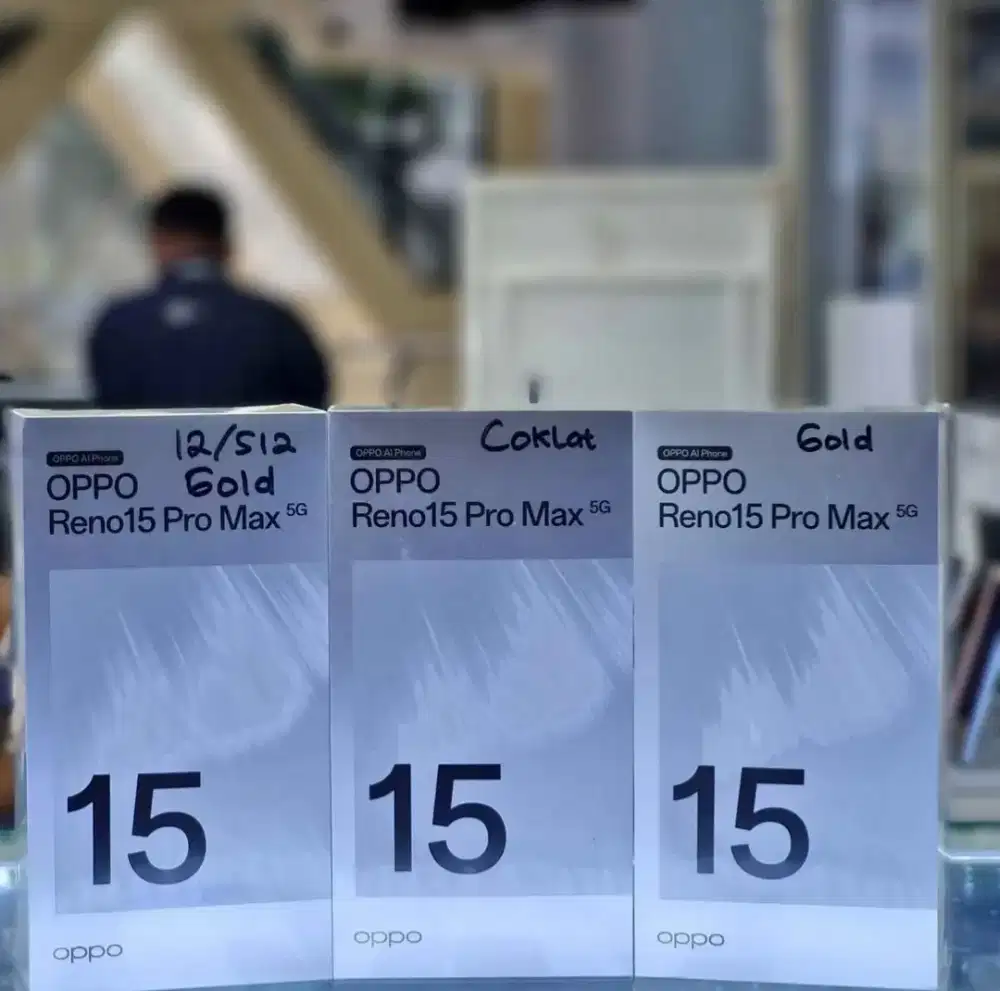 OPPO AI Phone
12/512
OPPO Gold
Reno15 Pro Max 5G
15
oppo
Coklat
OPPO AI Phone
OPPO
Reno15 Pro Max 5G
15
oppo
Gold
OPPO AI Phone
OPPO
Reno15 Pro Max 5G
15
oppo